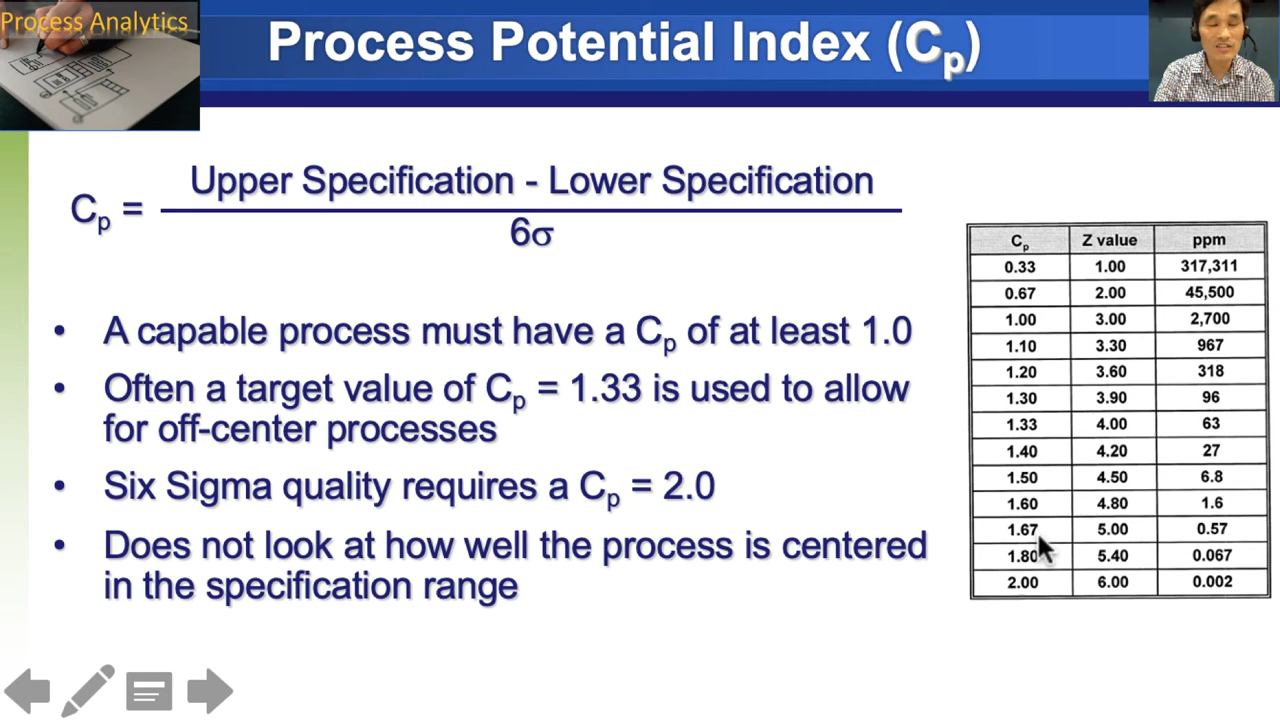 Process Analytics
Process Potential Index (Cp)
Upper Specification - Lower Specification
Cp =
6σ
• A capable process must have a Cp of at least 1.0
• Often a target value of Cp = 1.33 is used to allow
for off-center processes
• Six Sigma quality requires a Cp = 2.0
• Does not look at how well the process is centered
in the specification range
Cp Z value ppm
0.33 1.00 317,311
0.67 2.00 45,500
1.00 3.00 2,700
1.10 3.30 967
1.20 3.60 318
1.30 3.90 96
1.33 4.00 63
1.40 4.20 27
1.50 4.50 6.8
1.60 4.80 1.6
1.67 5.00 0.57
1.80 5.40 0.067
2.00 6.00 0.002